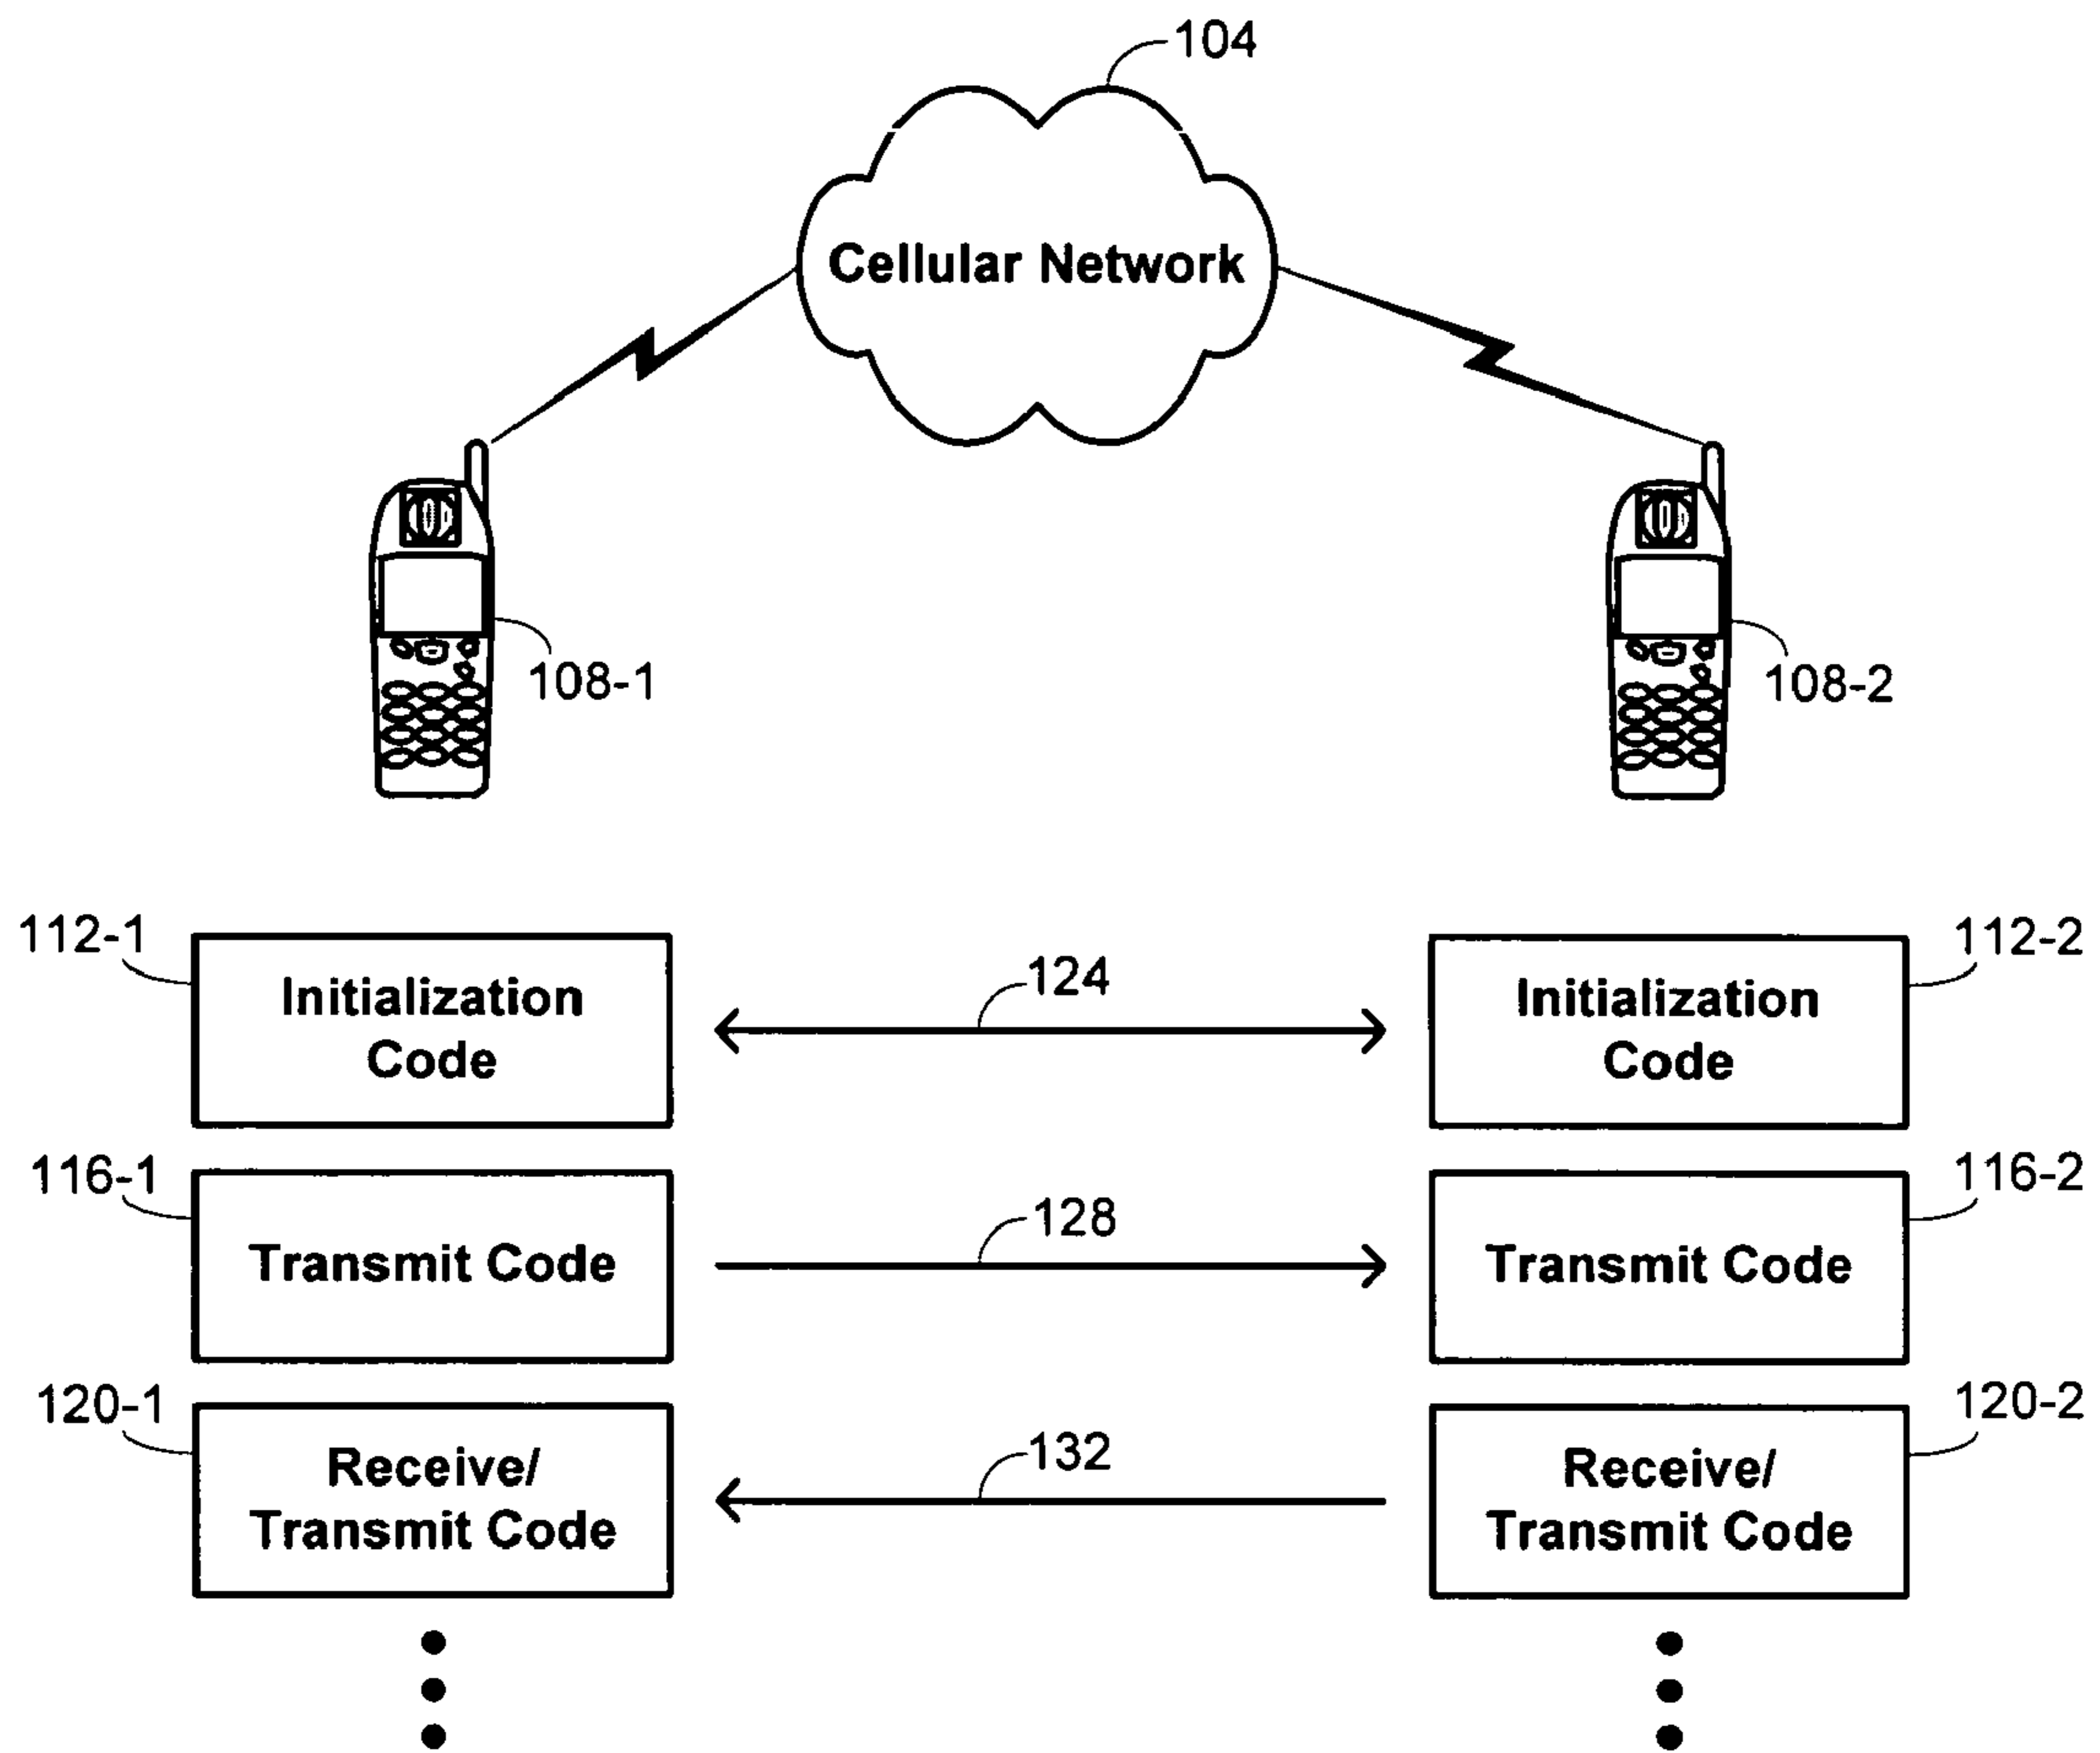 104
Cellular Network
108-1
108-2
112-1
112-2
Initialization
Code
124
Initialization
Code
116-1
116-2
Transmit Code
128
Transmit Code
120-1
120-2
Receive/
Transmit Code
132
Receive/
Transmit Code